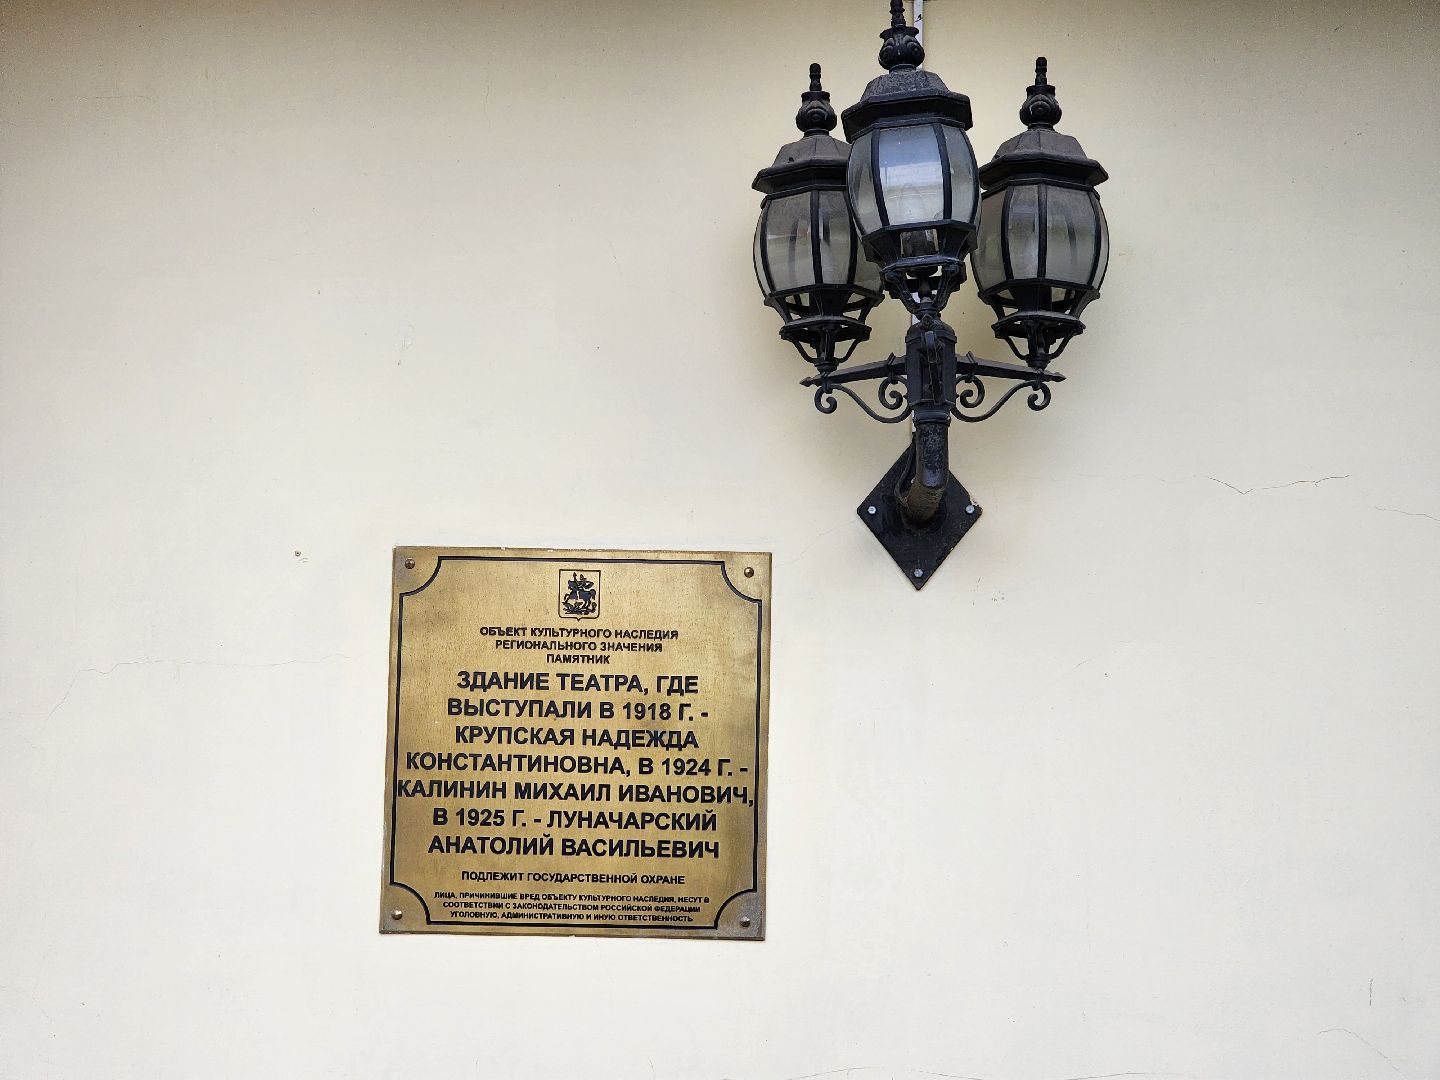 ОБЪЕКТ КУЛЬТУРНОГО НАСЛЕДИЯ
РЕГИОНАЛЬНОГО ЗНАЧЕНИЯ
ПАМЯТНИК
ЗДАНИЕ ТЕАТРА, ГДЕ
ВЫСТУПАЛИ В 1918 Г. -
КРУПСКАЯ НАДЕЖДА
КОНСТАНТИНОВНА, В 1924 Г. -
КАЛИНИН МИХАИЛ ИВАНОВИЧ,
В 1925 Г. - ЛУНАЧАРСКИЙ
АНАТОЛИЙ ВАСИЛЬЕВИЧ
ПОДЛЕЖИТ ГОСУДАРСТВЕННОЙ ОХРАНЕ
ЛИЦА, ПРИЧИНИВШИЕ ВРЕД ОБЪЕКТУ КУЛЬТУРНОГО НАСЛЕДИЯ, НЕСУТ В
СООТВЕТСТВИИ С ЗАКОНОДАТЕЛЬСТВОМ РОССИЙСКОЙ ФЕДЕРАЦИИ
УГОЛОВНУЮ, АДМИНИСТРАТИВНУЮ И ИНУЮ ОТВЕТСТВЕННОСТЬ